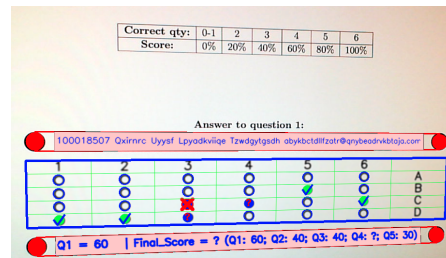 Correct qty: 0-1 2 3 4 5 6
Score: 0% 20% 40% 60% 80% 100%
Answer to question 1:
100018507 Qxirnrc Uyysf Lpyadkviiqe Tzwdgytgsdh abykbctdllfzatr@qnybeadrvkbtaja.com
1 2 3 4 5 6
A
B
C
D
Q1 = 60 | Final_Score = ? (Q1: 60; Q2: 40; Q3: 40; Q4: ?; Q5: 30)